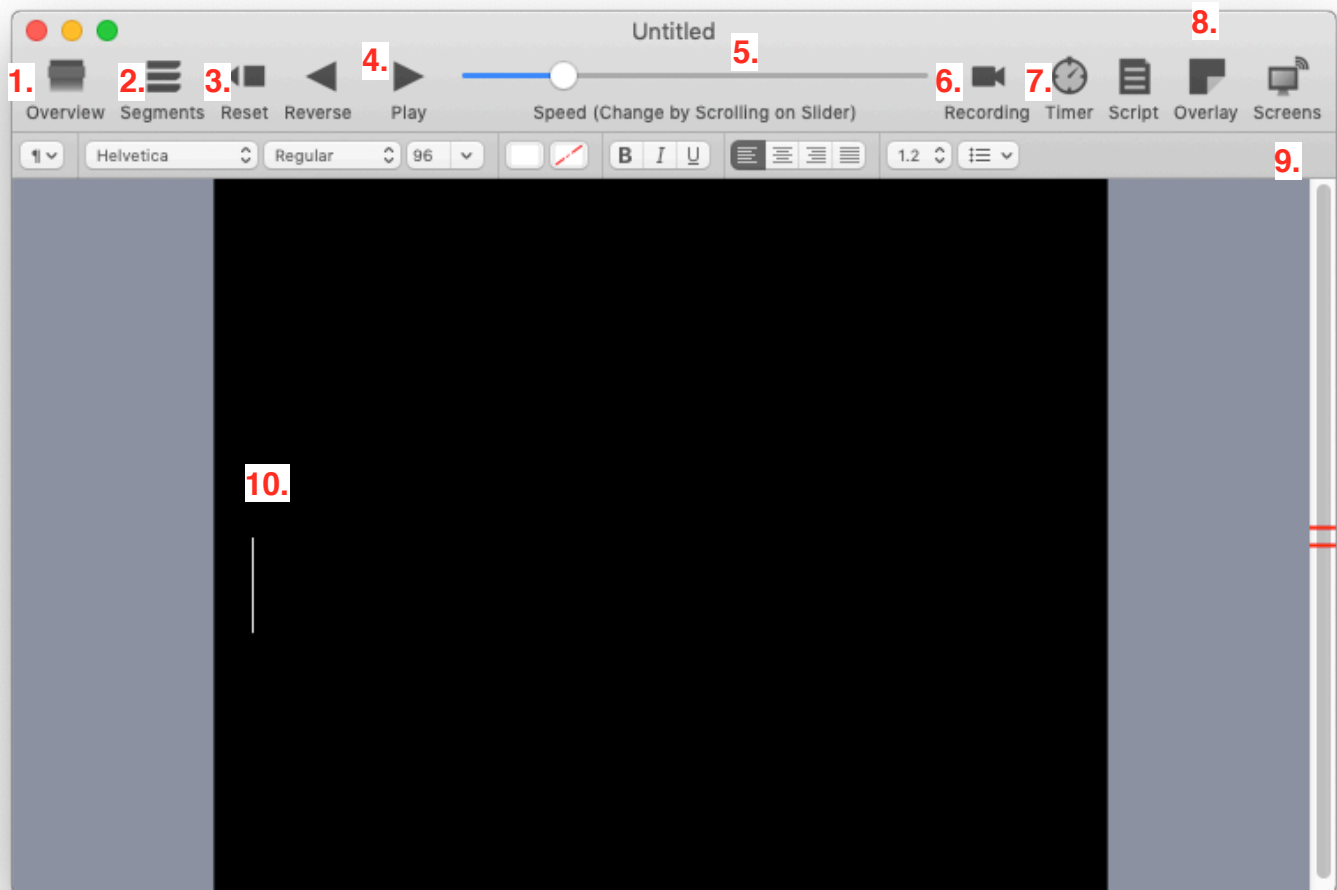 Untitled
8.
1. 2. 3. 4. 5. 6. 7.
Overview Segments Reset Reverse Play Speed (Change by Scrolling on Slider) Recording Timer Script Overlay Screens
¶ Helvetica Regular 96 B I U 1.2
9.
10.